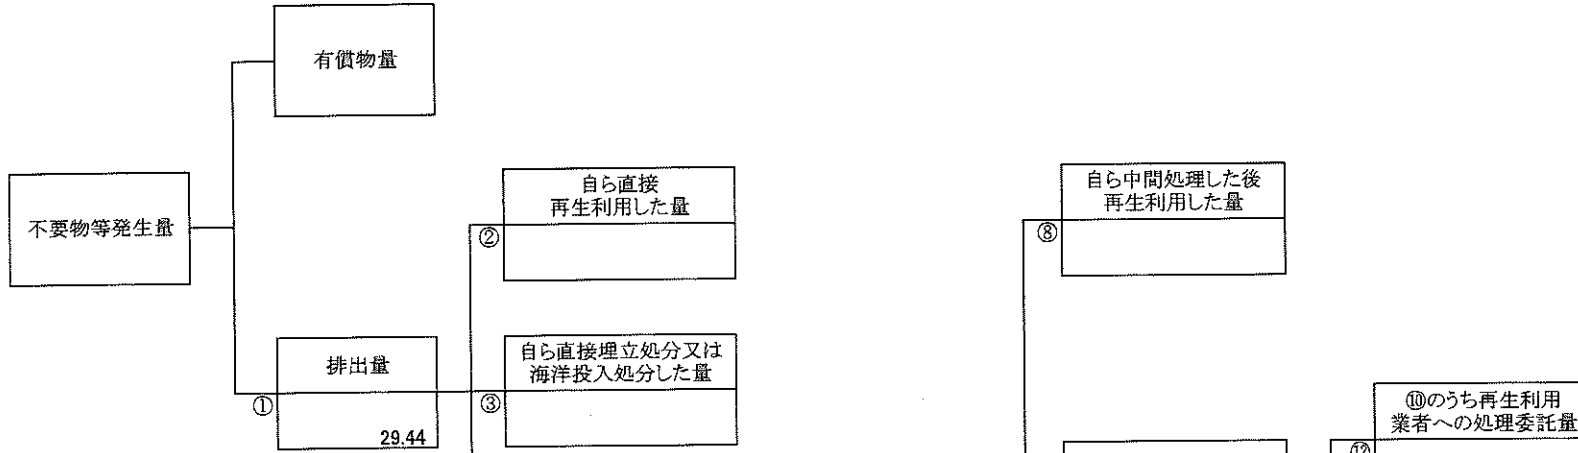 有償物量
不要物等発生量
自ら直接
再生利用した量
②
自ら中間処理した後
再生利用した量
⑧
排出量
①
29.44
自ら直接埋立処分又は
海洋投入処分した量
③
⑩のうち再生利用
業者への処理委託量
⑫